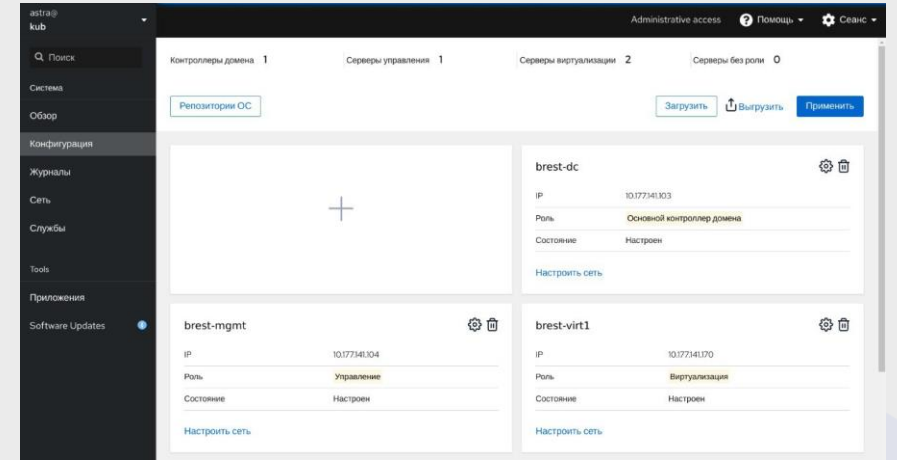 astra@
kub
Administrative access
Помощь
Сеанс
Поиск
Система
Обзор
Конфигурация
Журналы
Сеть
Службы
Tools
Приложения
Software Updates
Контроллеры домена 1
Серверы управления 1
Серверы виртуализации 2
Серверы без роли 0
Репозитории ОС
Загрузить
Выгрузить
Применить
brest-dc
IP 10.177.141.103
Роль Основной контроллер домена
Состояние Настроен
Настроить сеть
brest-mgmt
IP 10.177.141.104
Роль Управление
Состояние Настроен
Настроить сеть
brest-virt1
IP 10.177.141.170
Роль Виртуализация
Состояние Настроен
Настроить сеть